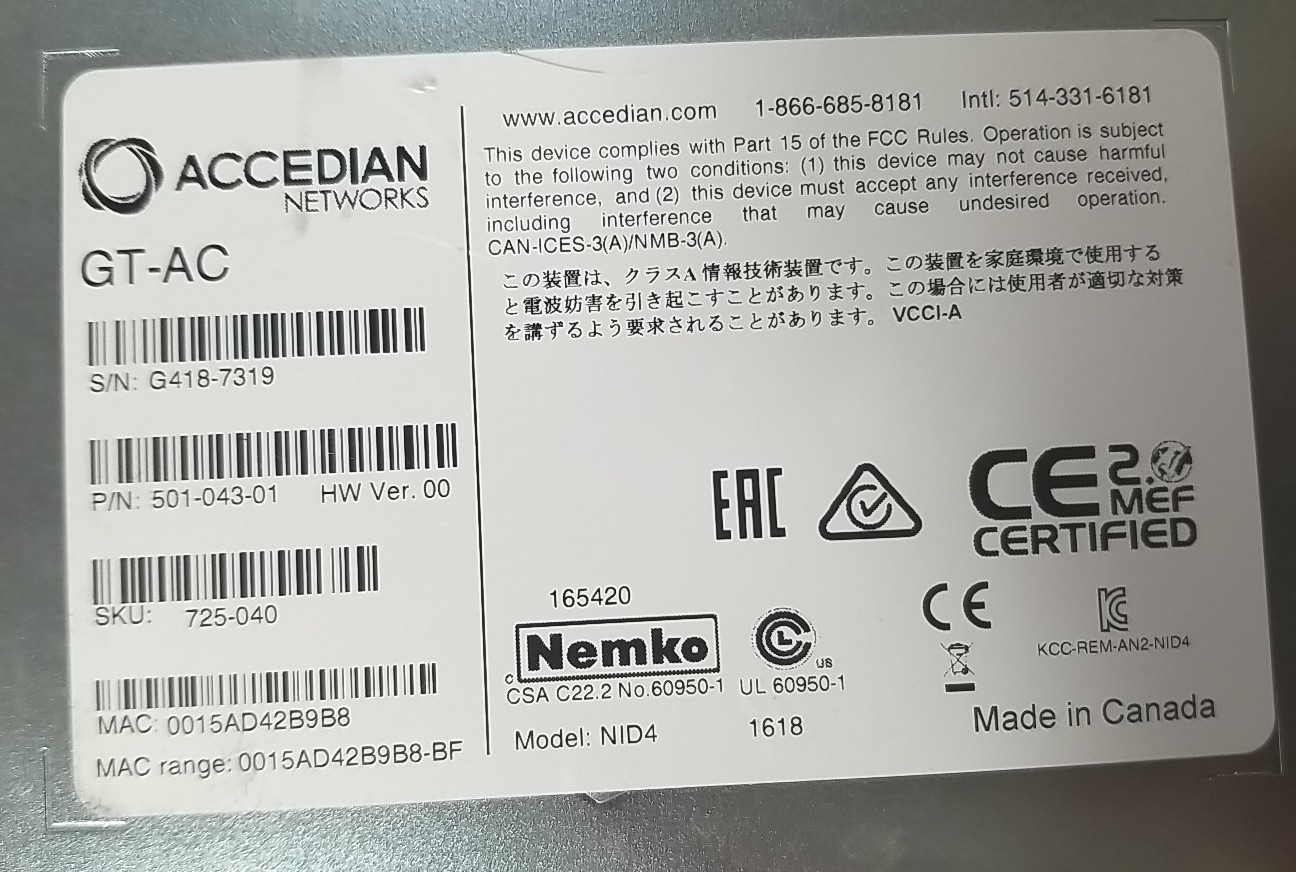 ACCEDIAN
NETWORKS
GT-AC
S/N: G418-7319
P/N: 501-043-01 HW Ver. 00
SKU: 725-040
MAC: 0015AD42B9B8
MAC range: 0015AD42B9B8-BF
www.accedian.com 1-866-685-8181 Intl: 514-331-6181
This device complies with Part 15 of the FCC Rules. Operation is subject
to the following two conditions: (1) this device may not cause harmful
interference, and (2) this device must accept any interference received,
including interference that may cause undesired operation.
CAN-ICES-3(A)/NMB-3(A).
この装置は、クラスA 情報技術装置です。この装置を家庭環境で使用する
と電波妨害を引き起こすことがあります。この場合には使用者が適切な対策
を講ずるよう要求されることがあります。 VCCI-A
EAC
CE 2.0
MEF
CERTIFIED
165420
Nemko
c
CSA C22.2 No.60950-1
CL
US
UL 60950-1
CE
KC
KCC-REM-AN2-NID4
Model: NID4 1618
Made in Canada